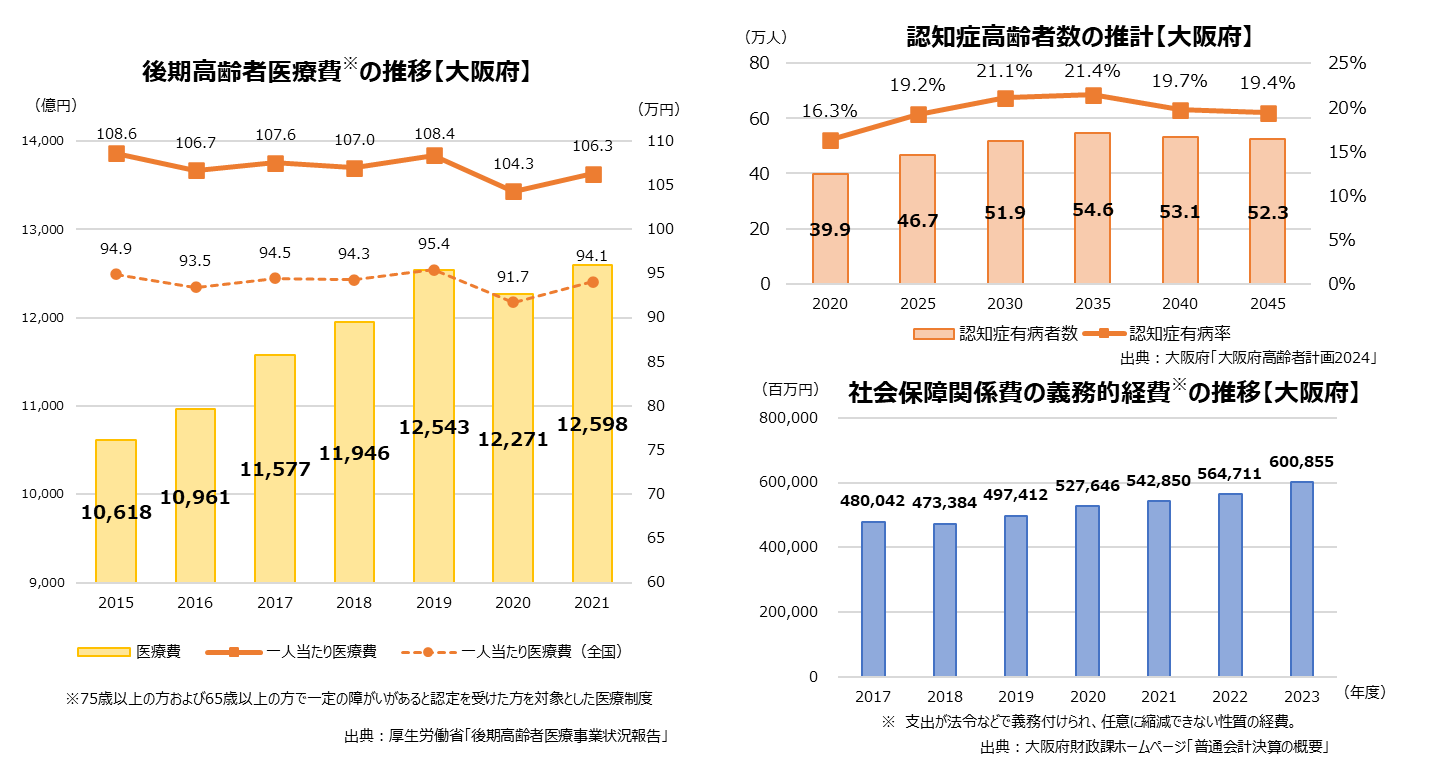 後期高齢者医療費※の推移【大阪府】
（億円）
（万円）
14,000
13,000
12,000
11,000
10,000
9,000
110
105
100
95
90
85
80
75
70
65
60
108.6 106.7 107.6 107.0 108.4 104.3 106.3
94.9 93.5 94.5 94.3 95.4 91.7 94.1
10,618 10,961 11,577 11,946 12,543 12,271 12,598
2015 2016 2017 2018 2019 2020 2021
医療費 一人当たり医療費 一人当たり医療費（全国）
※75歳以上の方および65歳以上の方で一定の障がいがあると認定を受けた方を対象とした医療制度
出典：厚生労働省「後期高齢者医療事業状況報告」
認知症高齢者数の推計【大阪府】
（万人）
80
60
40
20
0
25%
20%
15%
10%
5%
0%
16.3% 19.2% 21.1% 21.4% 19.7% 19.4%
39.9 46.7 51.9 54.6 53.1 52.3
2020 2025 2030 2035 2040 2045
認知症有病者数 認知症有病率
出典：大阪府「大阪府高齢者計画2024」
社会保障関係費の義務的経費※の推移【大阪府】
（百万円）
800,000
600,000
400,000
200,000
0
480,042 473,384 497,412 527,646 542,850 564,711 600,855
2017 2018 2019 2020 2021 2022 2023 （年度）
※ 支出が法令などで義務付けられ、任意に縮減できない性質の経費。
出典：大阪府財政課ホームページ「普通会計決算の概要」